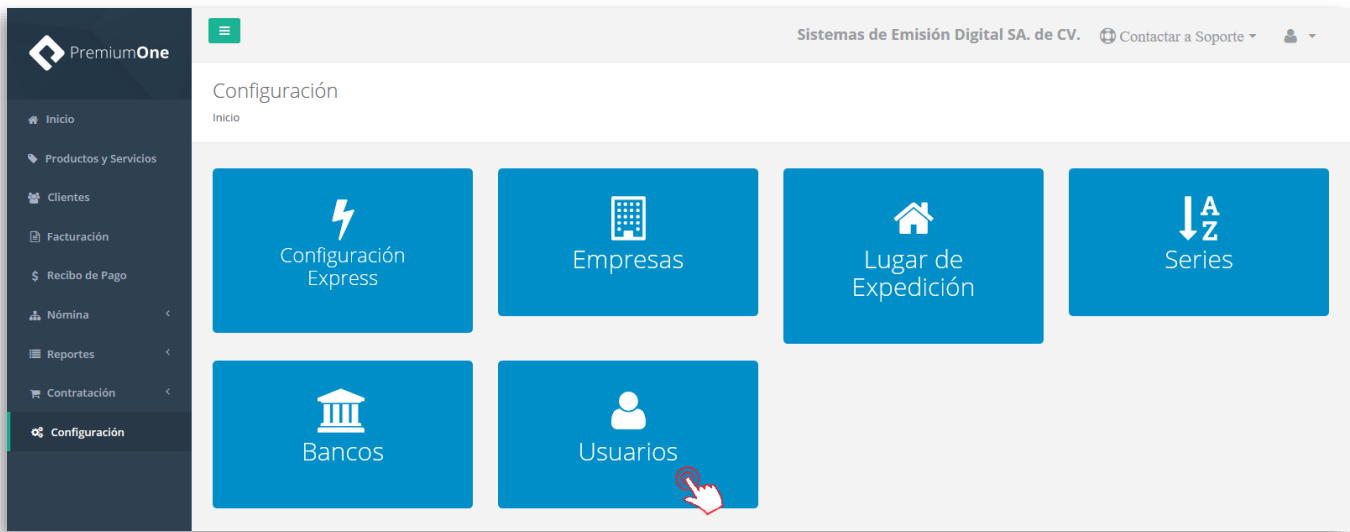 PremiumOne
Inicio
Productos y Servicios
Clientes
Facturación
Recibo de Pago
Nómina
Reportes
Contratación
Configuración
Sistemas de Emisión Digital SA. de CV.
Contactar a Soporte
Configuración
Inicio
Configuración
Express
Empresas
Lugar de
Expedición
A
Z
Series
Bancos
Usuarios